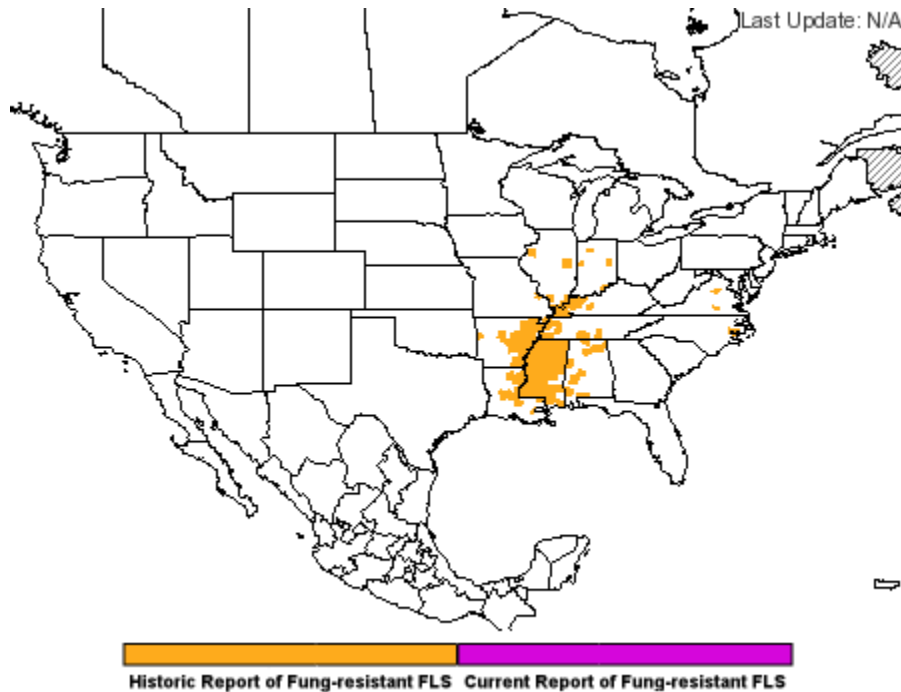 Last Update: N/A
Historic Report of Fung-resistant FLS Current Report of Fung-resistant FLS